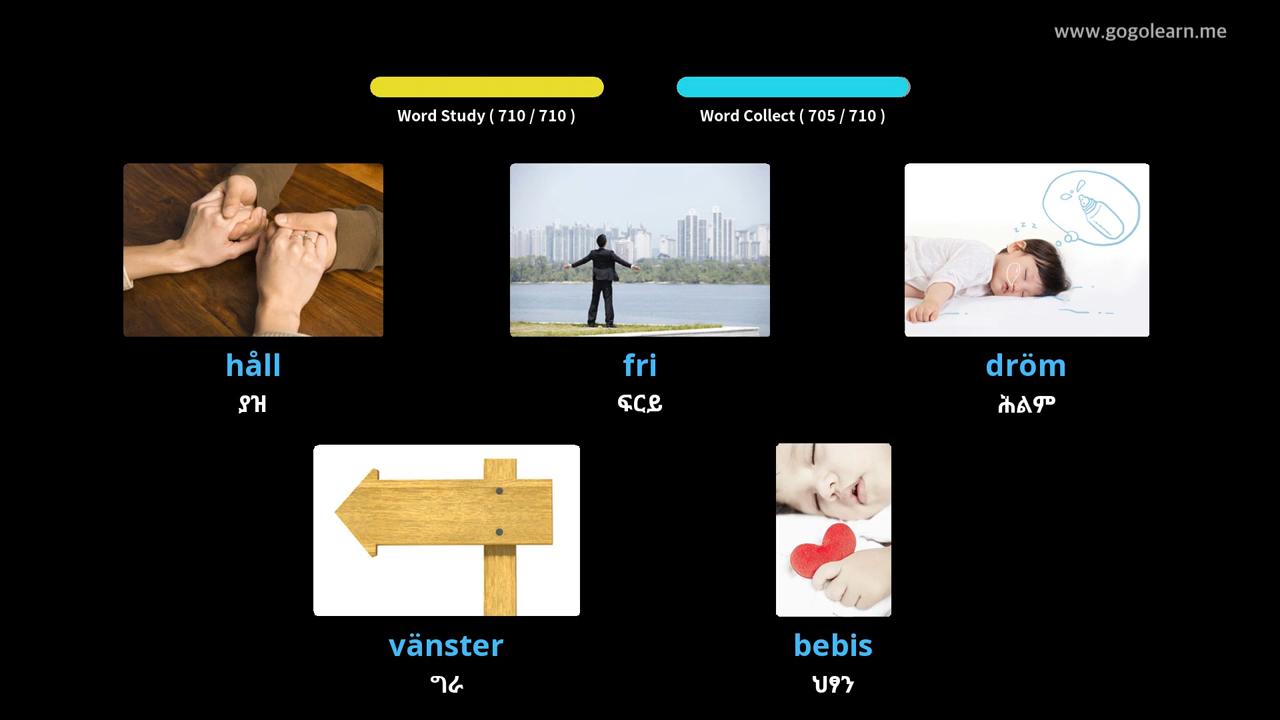 www.gogolearn.me
Word Study ( 710 / 710 )
Word Collect ( 705 / 710 )
håll
ያዝ
fri
ፍርይ
dröm
ሕልም
vänster
ግራ
bebis
ህፃን